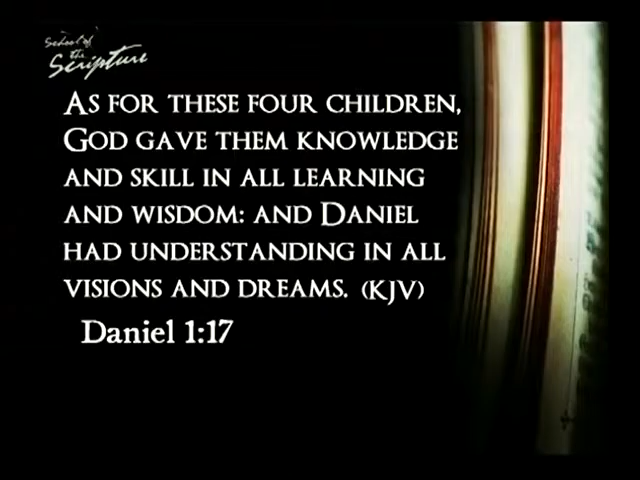 School of
the
Scripture
AS FOR THESE FOUR CHILDREN,
GOD GAVE THEM KNOWLEDGE
AND SKILL IN ALL LEARNING
AND WISDOM: AND DANIEL
HAD UNDERSTANDING IN ALL
VISIONS AND DREAMS. (KJV)
Daniel 1:17